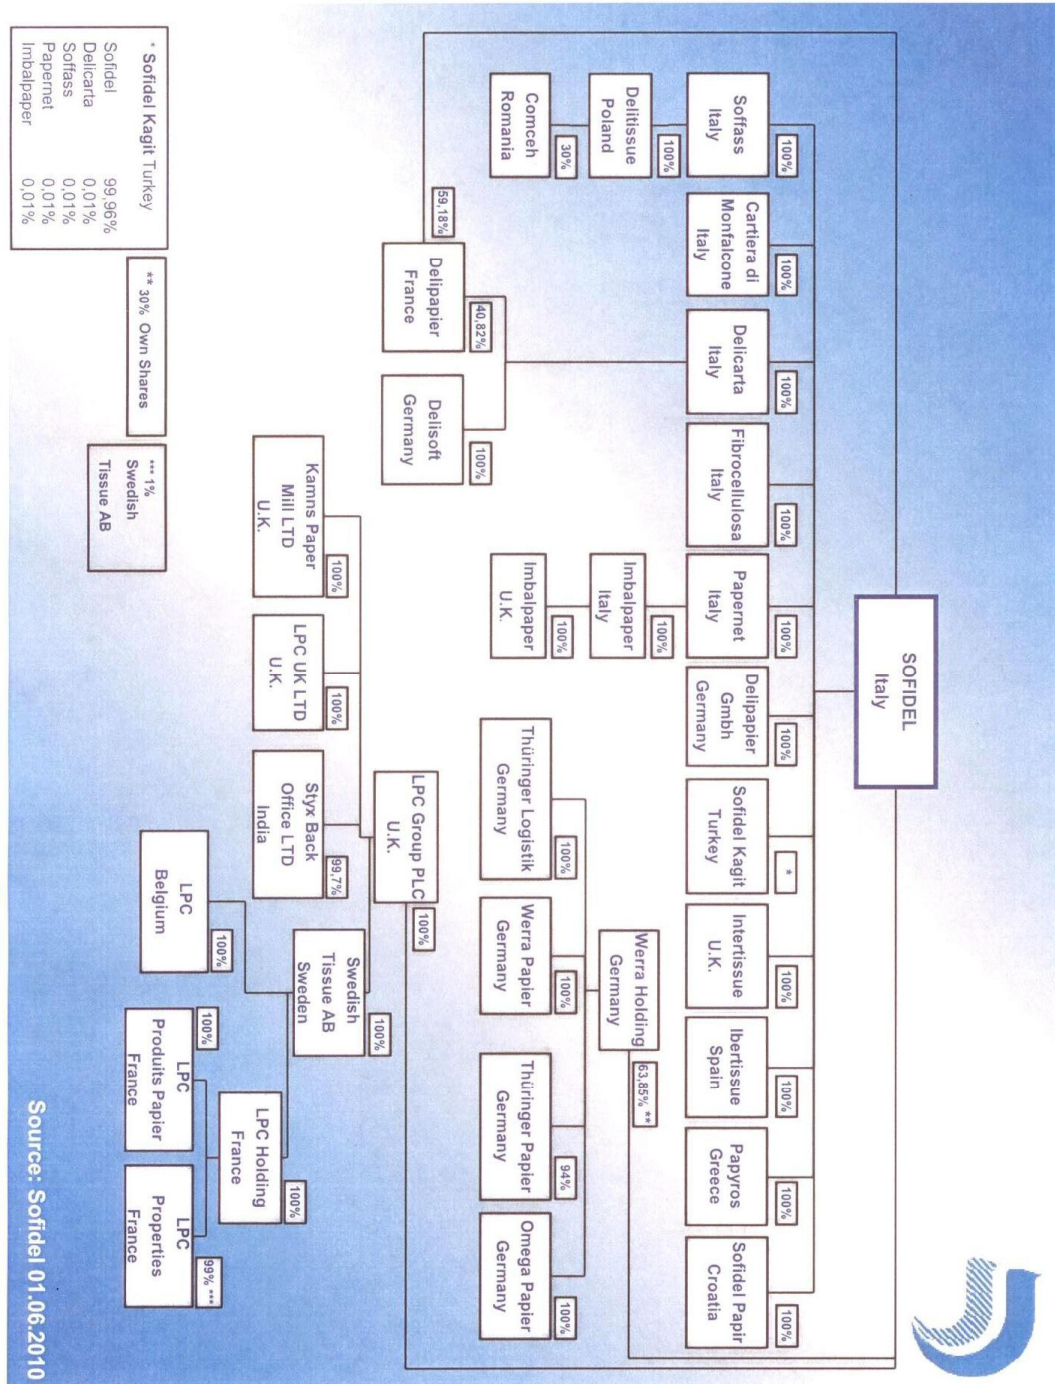 SOFIDEL
Italy
100%
Soffass
Italy
100%
Cartiera di
Monfalcone
Italy
100%
Delicarta
Italy
100%
Fibrocellulosa
Italy
100%
Papernet
Italy
100%
Delipapier
Gmbh
Germany
*
Sofidel Kagit
Turkey
100%
Intertissue
U.K.
100%
Ibertissue
Spain
100%
Papyros
Greece
100%
Sofidel Papir
Croatia
100%
Delitissue
Poland
30%
Comceh
Romania
100%
Imbalpaper
Italy
100%
Imbalpaper
U.K.
63,85% **
Werra Holding
Germany
100%
Thüringer Logistik
Germany
100%
Werra Papier
Germany
94%
Thüringer Papier
Germany
100%
Omega Papier
Germany
59,18%
40,82%
Delipapier
France
100%
Delisoft
Germany
100%
LPC Group PLC
U.K.
100%
Kamns Paper
Mill LTD
U.K.
100%
LPC UK LTD
U.K.
99,7%
Styx Back
Office LTD
India
100%
Swedish
Tissue AB
Sweden
100%
LPC
Belgium
100%
LPC Holding
France
100%
LPC
Produits Papier
France
99% ***
LPC
Properties
France
* Sofidel Kagit Turkey
Sofidel 99,96%
Delicarta 0,01%
Soffass 0,01%
Papernet 0,01%
Imbalpaper 0,01%
** 30% Own Shares
*** 1%
Swedish
Tissue AB
Source: Sofidel 01.06.2010